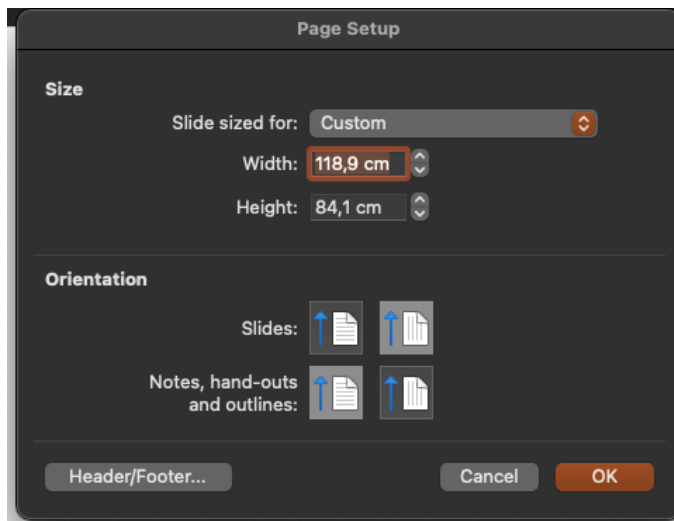 Page Setup
Size
Slide sized for: Custom
Width: 118,9 cm
Height: 84,1 cm
Orientation
Slides:
Notes, hand-outs
and outlines:
Header/Footer... Cancel OK